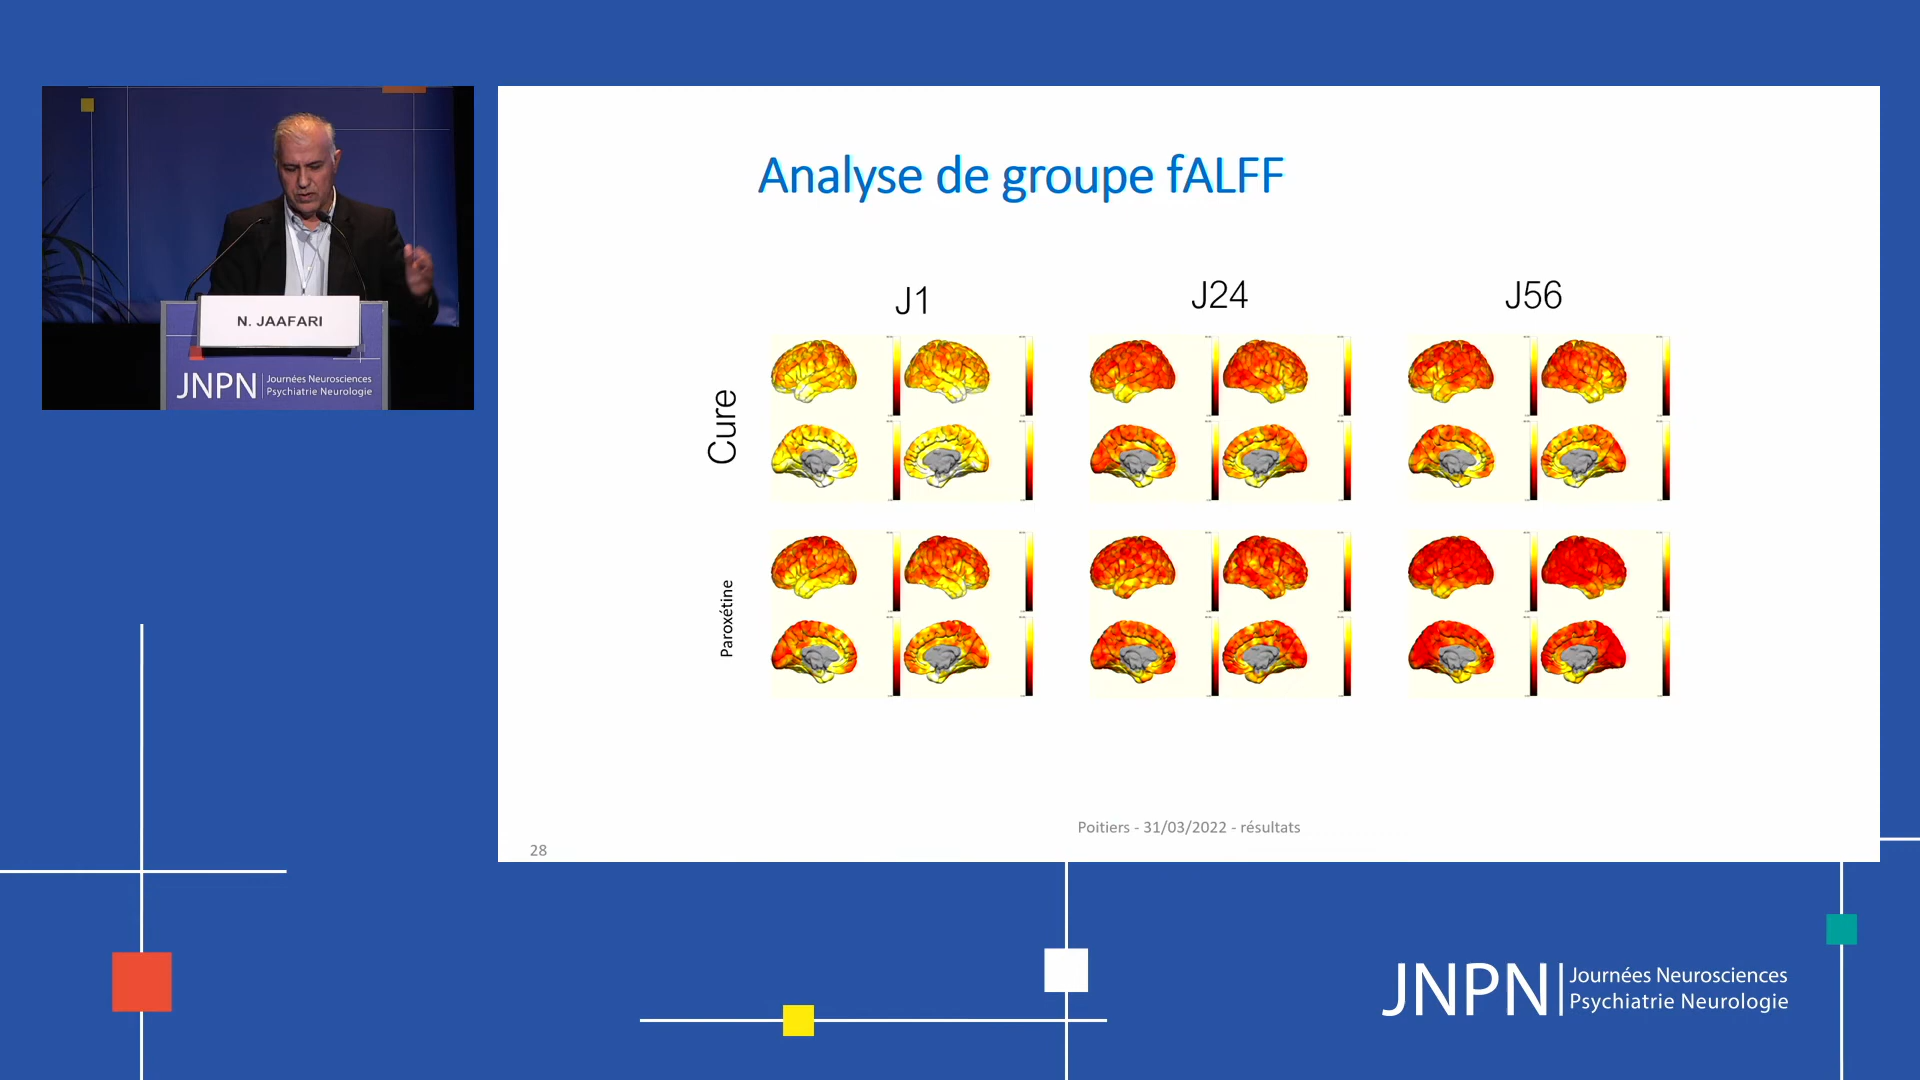 N. JAAFARI
JNPN
Journées Neurosciences
Psychiatrie Neurologie
Analyse de groupe fALFF
J1
J24
J56
Cure
Paroxétine
Poitiers - 31/03/2022 - résultats
28
JNPN
Journées Neurosciences
Psychiatrie Neurologie